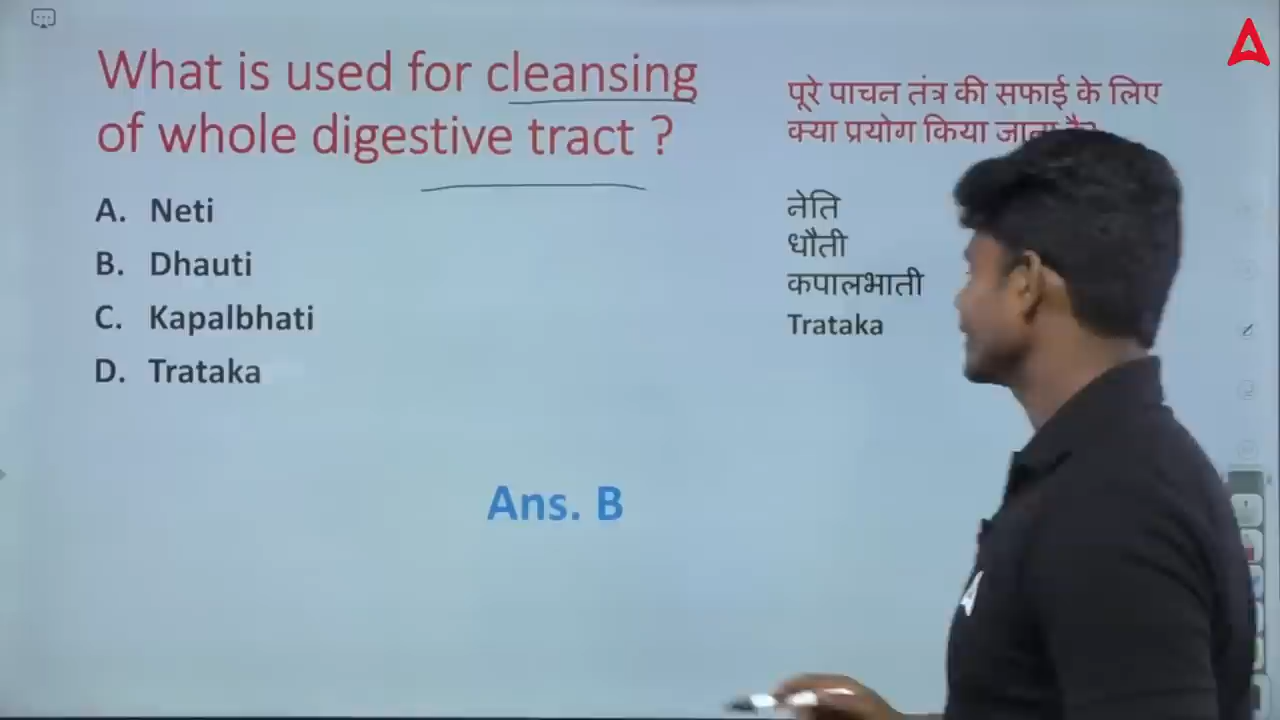 What is used for cleansing
of whole digestive tract ?
A. Neti
B. Dhauti
C. Kapalbhati
D. Trataka
Ans. B
पूरे पाचन तंत्र की सफाई के लिए
क्या प्रयोग किया
नेति
धौती
कपालभाती
Trataka